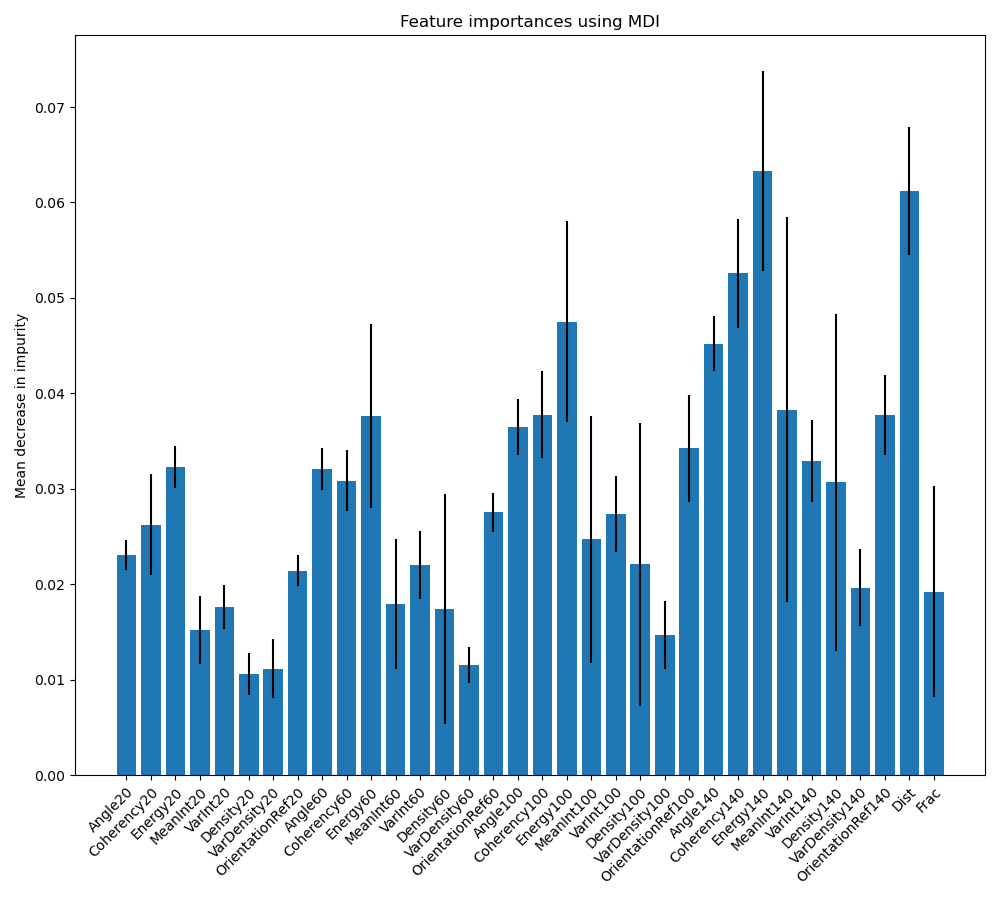 Feature importances using MDI
Mean decrease in impurity
0.07
0.06
0.05
0.04
0.03
0.02
0.01
0.00
Angle20
Coherency20
Energy20
MeanInt20
VarInt20
Density20
VarDensity20
OrientationRef20
Angle60
Coherency60
Energy60
MeanInt60
VarInt60
Density60
VarDensity60
OrientationRef60
Angle100
Coherency100
Energy100
MeanInt100
VarInt100
Density100
VarDensity100
OrientationRef100
Angle140
Coherency140
Energy140
MeanInt140
VarInt140
Density140
VarDensity140
OrientationRef140
Dist
Frac